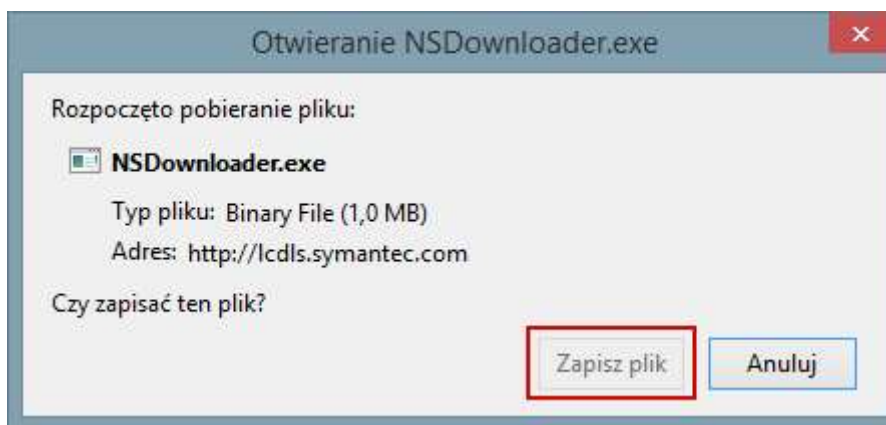 Otwieranie NSDownloader.exe
Rozpoczęto pobieranie pliku:
NSDownloader.exe
Typ pliku: Binary File (1,0 MB)
Adres: http://lcdls.symantec.com
Czy zapisać ten plik?
Zapisz plik
Anuluj